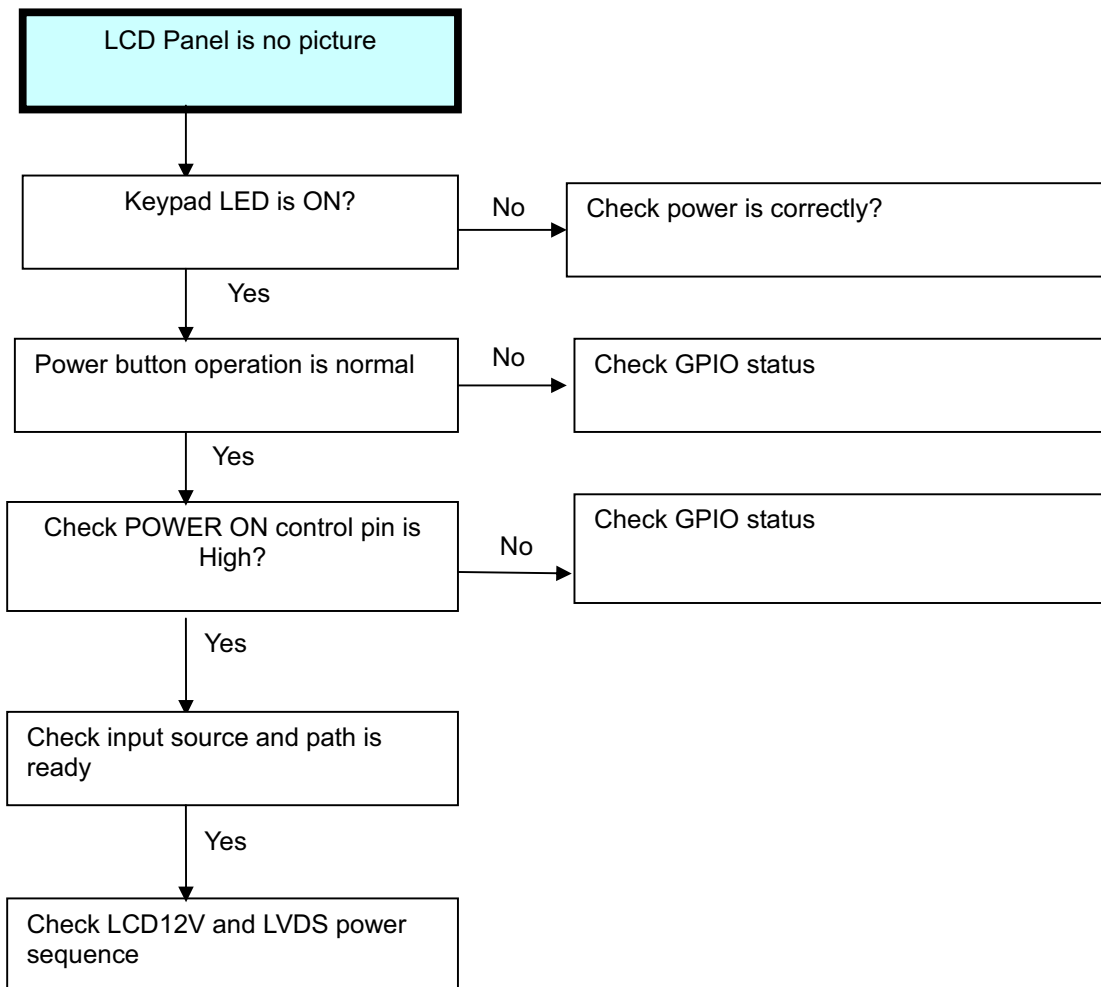 LCD Panel is no picture
Keypad LED is ON?
No
Check power is correctly?
Yes
Power button operation is normal
No
Check GPIO status
Yes
Check POWER ON control pin is
High?
No
Check GPIO status
Yes
Check input source and path is
ready
Yes
Check LCD12V and LVDS power
sequence